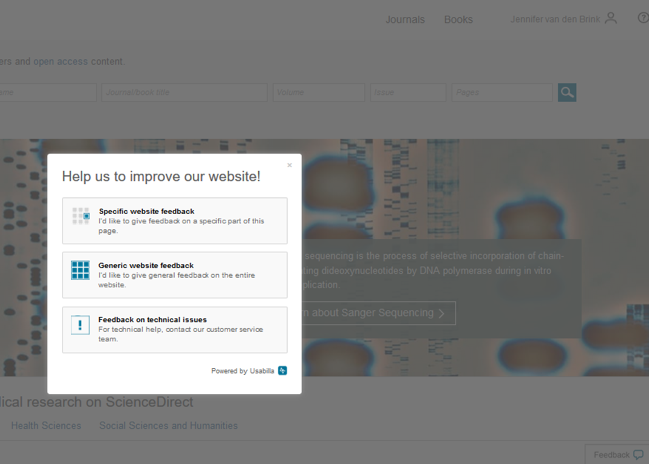 Journals Books Jennifer van den Brink
ers and open access content.
Journal/book title Volume Issue Pages
Help us to improve our website!
Specific website feedback
I'd like to give feedback on a specific part of this
page.
Generic website feedback
I'd like to give general feedback on the entire
website.
Feedback on technical issues
For technical help, contact our customer service
team.
Powered by Usabilla
sequencing is the process of selective incorporation of chain-
ting dideoxynucleotides by DNA polymerase during in vitro
plication.
n about Sanger Sequencing
ical research on ScienceDirect
Health Sciences Social Sciences and Humanities
Feedback